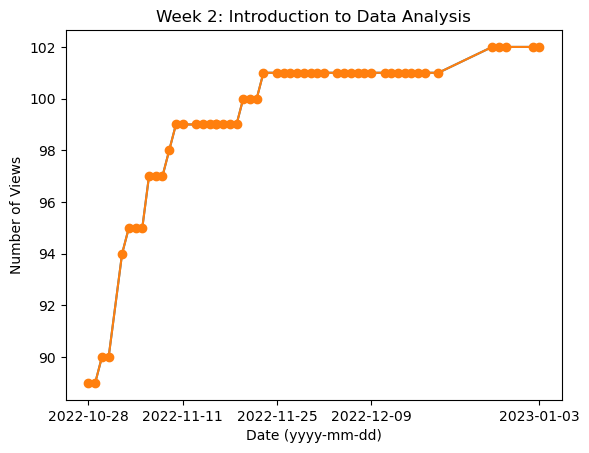 Week 2: Introduction to Data Analysis
102
100
98
96
94
92
90
Number of Views
2022-10-28 2022-11-11 2022-11-25 2022-12-09 2023-01-03
Date (yyyy-mm-dd)